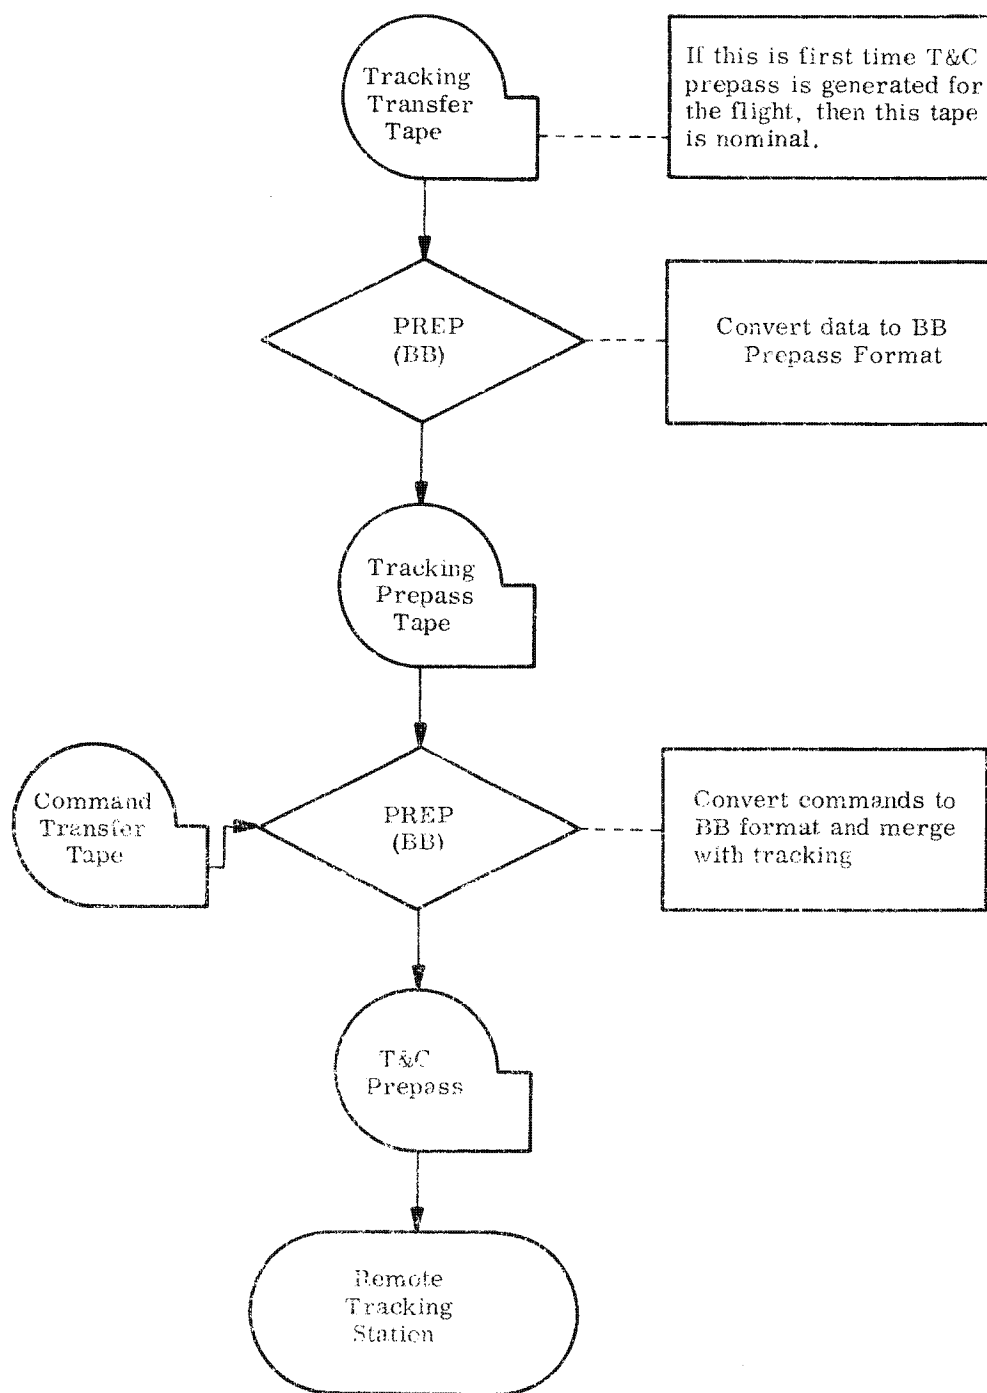 Tracking
Transfer
Tape
If this is first time T&C
prepass is generated for
the flight, then this tape
is nominal.
PREP
(BB)
Convert data to BB
Prepass Format
Tracking
Prepass
Tape
Command
Transfer
Tape
PREP
(BB)
Convert commands to
BB format and merge
with tracking
T&C
Prepass
Remote
Tracking
Station